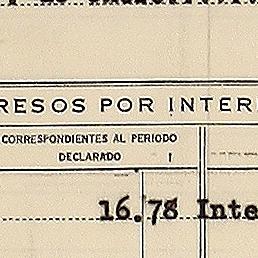 RESOS POR INTER
CORRESPONDIENTES AL PERIODO
DECLARADO
16.78 Inte